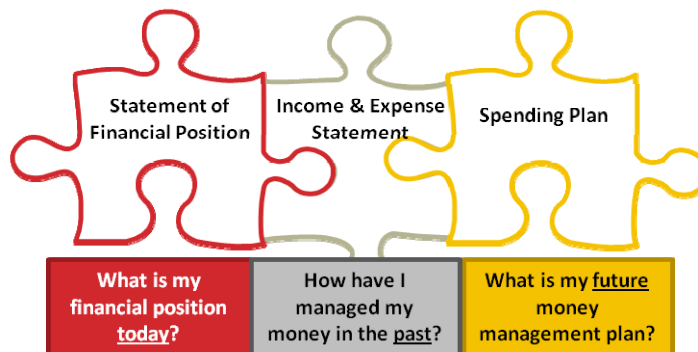 Statement of
Financial Position
Income & Expense
Statement
Spending Plan
What is my
financial position
today?
How have I
managed my
money in the past?
What is my future
money
management plan?